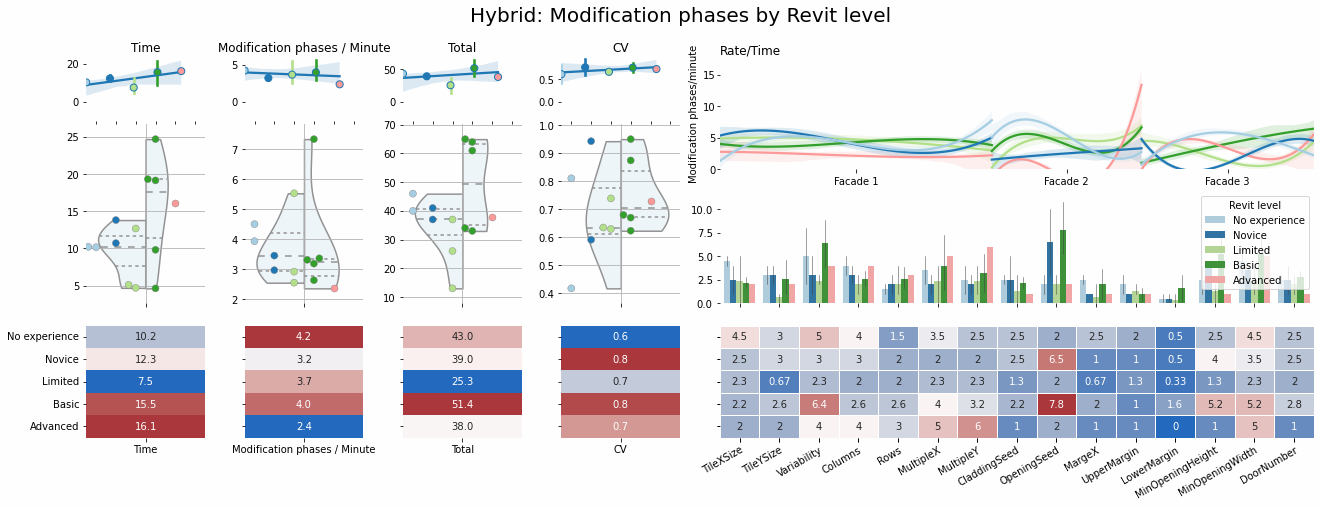 Hybrid: Modification phases by Revit level
Time
Modification phases / Minute
Total
CV
Rate/Time
20
0
5
0
50
0
0.5
0.0
Modification phases/minute
15
10
5
0
Facade 1
Facade 2
Facade 3
25
20
15
10
5
7
6
5
4
3
2
70
60
50
40
30
20
10
1.0
0.9
0.8
0.7
0.6
0.5
0.4
10.0
7.5
5.0
2.5
0.0
Revit level
No experience
Novice
Limited
Basic
Advanced
No experience 10.2 4.2 43.0 0.6 4.5 3 5 4 1.5 3.5 2.5 2.5 2 2.5 2 0.5 2.5 4.5 2.5
Novice 12.3 3.2 39.0 0.8 2.5 3 3 3 2 2 2 2.5 6.5 1 1 0.5 4 3.5 2.5
Limited 7.5 3.7 25.3 0.7 2.3 0.67 2.3 2 2 2.3 2.3 1.3 2 0.67 1.3 0.33 1.3 2.3 2
Basic 15.5 4.0 51.4 0.8 2.2 2.6 6.4 2.6 2.6 4 3.2 2.2 7.8 2 1 1.6 5.2 5.2 2.8
Advanced 16.1 2.4 38.0 0.7 2 2 4 4 3 5 6 1 2 1 1 0 1 5 1
Time
Modification phases / Minute
Total
CV
TileXSize
TileYSize
Variability
Columns
Rows
MultipleX
MultipleY
CladdingSeed
OpeningSeed
MargeX
UpperMargin
LowerMargin
MinOpeningHeight
MinOpeningWidth
DoorNumber